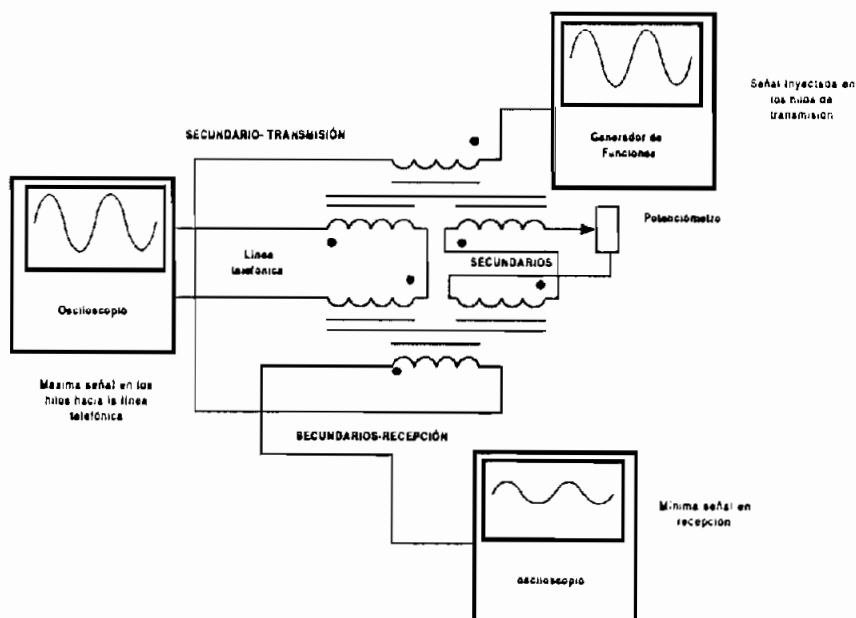 Señal Inyectada en
los hilos de
transmisión
Generador de
Funciones
SECUNDARIO- TRANSMISIÓN
Potenciómetro
Línea
telefónica
SECUNDARIOS
Osciloscopio
Máxima señal en los
hilos hacia la línea
telefónica
SECUNDARIOS-RECEPCIÓN
Mínima señal en
recepción
osciloscopio